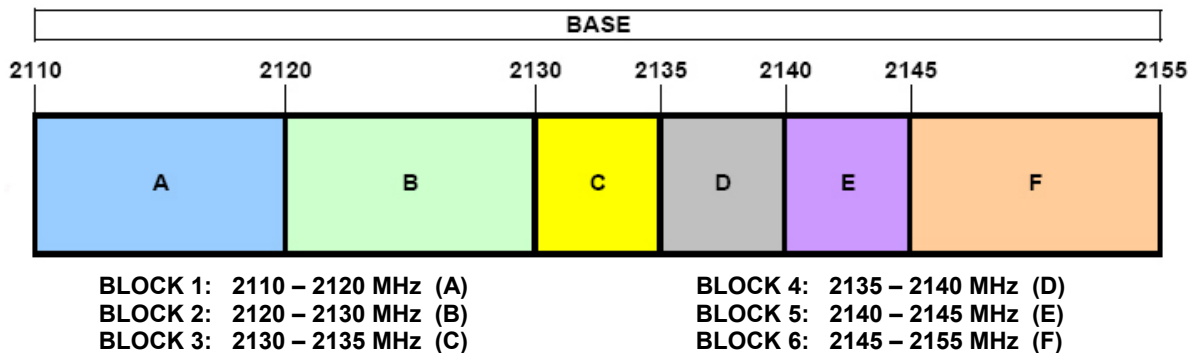 BASE
2110 2120 2130 2135 2140 2145 2155
A B C D E F
BLOCK 1: 2110 – 2120 MHz (A)
BLOCK 2: 2120 – 2130 MHz (B)
BLOCK 3: 2130 – 2135 MHz (C)
BLOCK 4: 2135 – 2140 MHz (D)
BLOCK 5: 2140 – 2145 MHz (E)
BLOCK 6: 2145 – 2155 MHz (F)